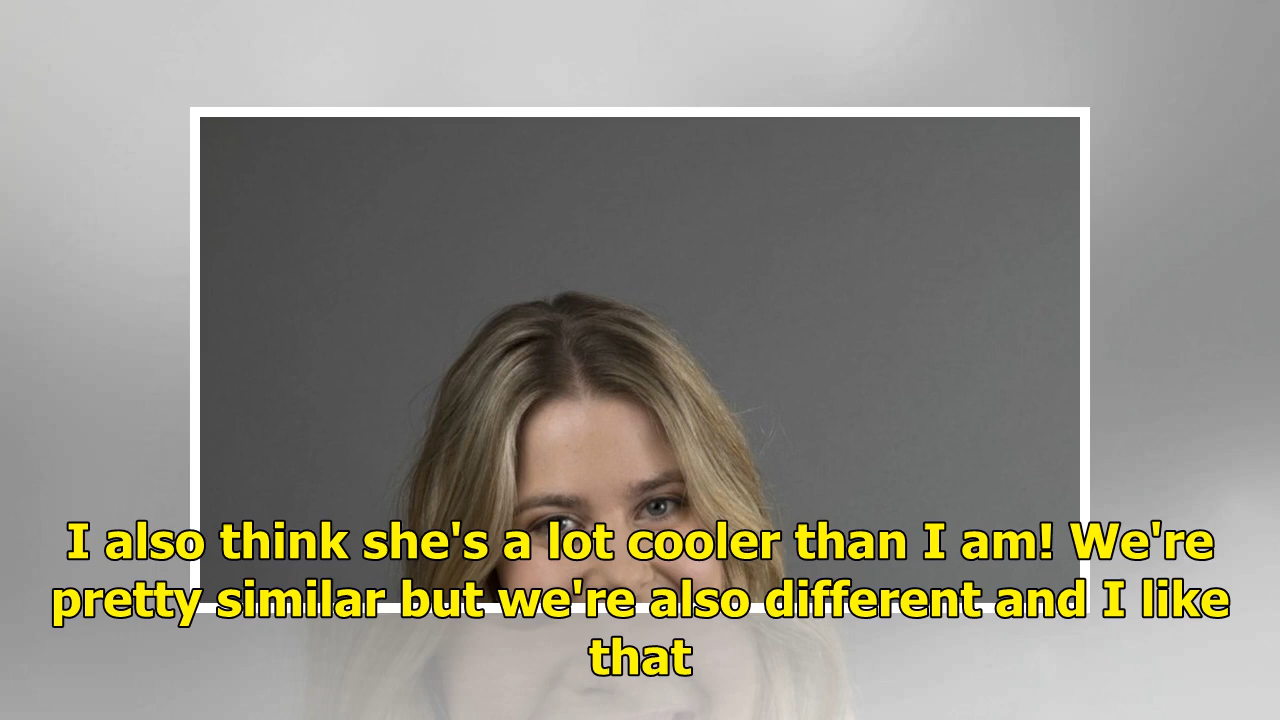 I also think she's a lot cooler than I am! We're
pretty similar but we're also different and I like
that